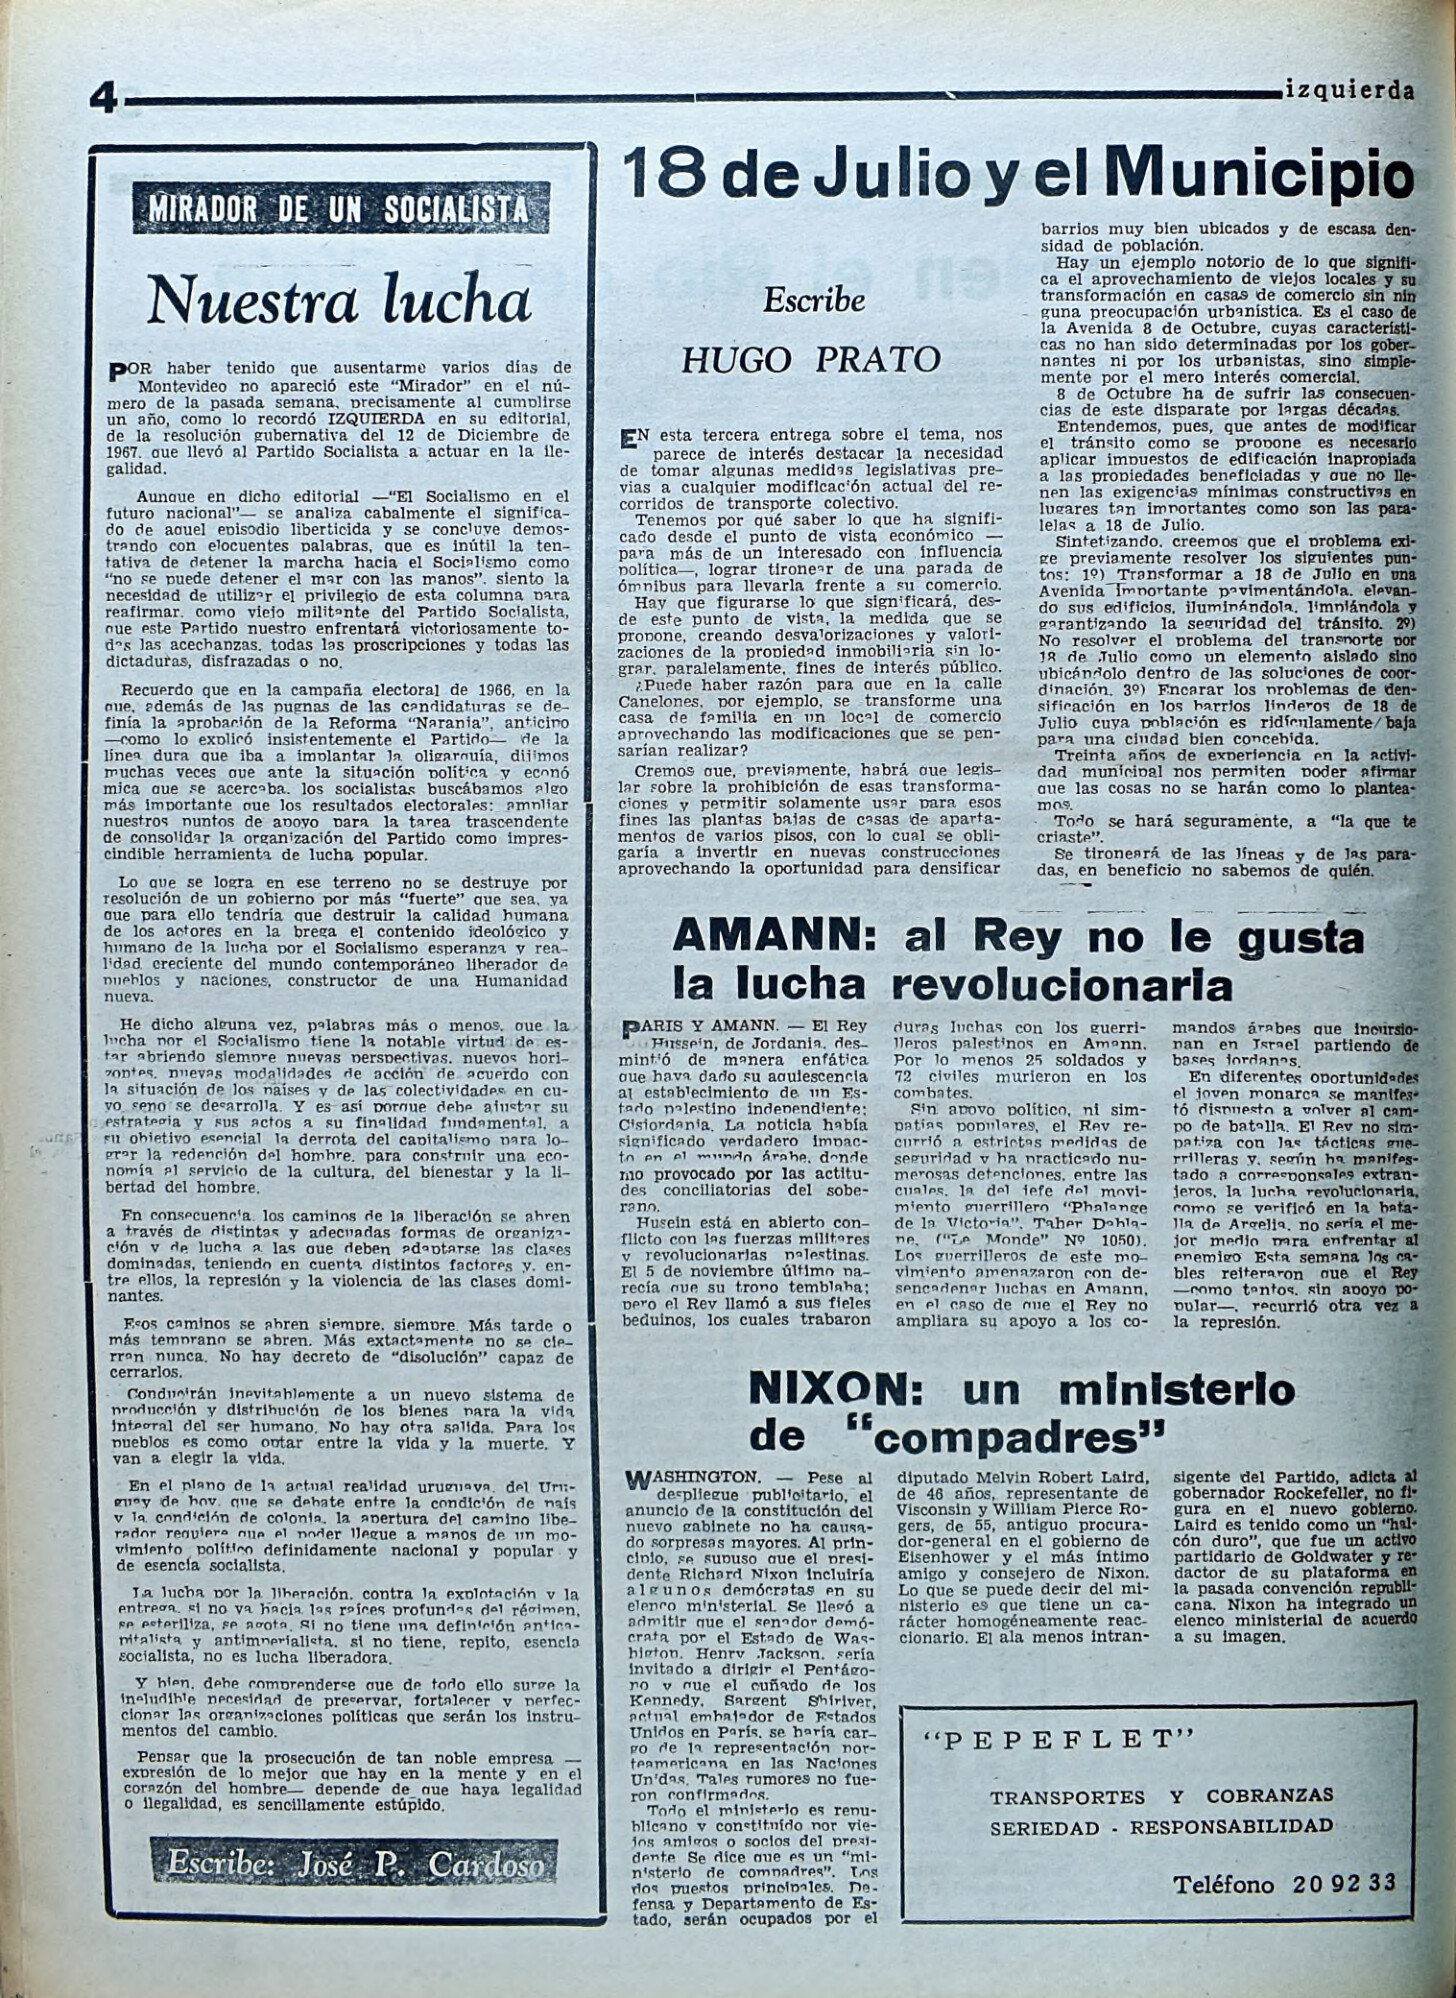 4
izquierda
MIRADOR DE UN SOCIALISTA
Nuestra lucha
POR haber tenido que ausentarme varios días de
Montevideo no apareció este "Mirador" en el nú-
mero de la pasada semana, precisamente al cumplirse
un año, como lo recordó IZQUIERDA en su editorial,
de la resolución gubernativa del 12 de Diciembre de
1967, que llevó al Partido Socialista a actuar en la ile-
galidad.
Aunque en dicho editorial —"El Socialismo en el
futuro nacional"— se analiza cabalmente el significa-
do de aquel episodio liberticida y se concluye demos-
trando con elocuentes palabras, que es inútil la ten-
tativa de detener la marcha hacia el Socialismo como
"no se puede detener el mar con las manos", siento la
necesidad de utilizar el privilegio de esta columna para
reafirmar, como viejo militante del Partido Socialista,
que este Partido nuestro enfrentará victoriosamente to-
das las acechanzas, todas las proscripciones y todas las
dictaduras, disfrazadas o no.
Recuerdo que en la campaña electoral de 1966, en la
que, además de las pugnas de las candidaturas se de-
finía la aprobación de la Reforma "Naranja", anticipo
—como lo explicó insistentemente el Partido— de la
línea dura que iba a implantar la oligarquía, dijimos
muchas veces que ante la situación política y econó
mica que se acercaba, los socialistas buscábamos algo
más importante que los resultados electorales: ampliar
nuestros puntos de apoyo para la tarea trascendente
de consolidar la organización del Partido como impres-
cindible herramienta de lucha popular.
Lo que se logra en ese terreno no se destruye por
resolución de un gobierno por más "fuerte" que sea, ya
que para ello tendría que destruir la calidad humana
de los actores en la brega el contenido ideológico y
humano de la lucha por el Socialismo esperanza y rea-
lidad creciente del mundo contemporáneo liberador de
pueblos y naciones, constructor de una Humanidad
nueva.
He dicho alguna vez, palabras más o menos, que la
lucha por el Socialismo tiene la notable virtud de es-
tar abriendo siempre nuevas perspectivas, nuevos hori-
zontes, nuevas modalidades de acción de acuerdo con
la situación de los países y de las colectividades en cu-
yo seno se desarrolla. Y es así porque debe ajustar su
estrategia y sus actos a su finalidad fundamental, a
su objetivo esencial la derrota del capitalismo para lo-
grar la redención del hombre, para construir una eco-
nomía al servicio de la cultura, del bienestar y la li-
bertad del hombre.
En consecuencia, los caminos de la liberación se abren
a través de distintas y adecuadas formas de organiza-
ción y de lucha a las que deben adaptarse las clases
dominadas, teniendo en cuenta distintos factores y, en-
tre ellos, la represión y la violencia de las clases domi-
nantes.
Esos caminos se abren siempre, siempre. Más tarde o
más temprano se abren. Más exactamente no se cie-
rran nunca. No hay decreto de "disolución" capaz de
cerrarlos.
Conducirán inevitablemente a un nuevo sistema de
producción y distribución de los bienes para la vida
integral del ser humano. No hay otra salida. Para los
pueblos es como optar entre la vida y la muerte. Y
van a elegir la vida.
En el plano de la actual realidad uruguaya, del Uru-
guay de hoy, que se debate entre la condición de país
y la condición de colonia, la apertura del camino libe-
rador requiere que el poder llegue a manos de un mo-
vimiento político definidamente nacional y popular y
de esencia socialista.
La lucha por la liberación, contra la explotación y la
entrega, si no va hacia las raíces profundas del régimen,
se esteriliza, se agota. Si no tiene una definición antica-
pitalista y antimperialista, si no tiene, repito, esencia
socialista, no es lucha liberadora.
Y bien, debe comprenderse que de todo ello surge la
ineludible necesidad de preservar, fortalecer y perfec-
cionar las organizaciones políticas que serán los instru-
mentos del cambio.
Pensar que la prosecución de tan noble empresa —
expresión de lo mejor que hay en la mente y en el
corazón del hombre— depende de que haya legalidad
o ilegalidad, es sencillamente estúpido.
Escribe: José P. Cardoso
18 de Julio y el Municipio
Escribe
HUGO PRATO
EN esta tercera entrega sobre el tema, nos
parece de interés destacar la necesidad
de tomar algunas medidas legislativas pre-
vias a cualquier modificación actual del re-
corridos de transporte colectivo.
Tenemos por qué saber lo que ha signifi-
cado desde el punto de vista económico —
para más de un interesado con influencia
política—, lograr tironear de una parada de
ómnibus para llevarla frente a su comercio.
Hay que figurarse lo que significará, des-
de este punto de vista, la medida que se
propone, creando desvalorizaciones y valori-
zaciones de la propiedad inmobiliaria sin lo-
grar, paralelamente, fines de interés público.
¿Puede haber razón para que en la calle
Canelones, por ejemplo, se transforme una
casa de familia en un local de comercio
aprovechando las modificaciones que se pen-
sarían realizar?
Cremos que, previamente, habrá que legis-
lar sobre la prohibición de esas transforma-
ciones y permitir solamente usar para esos
fines las plantas bajas de casas de aparta-
mentos de varios pisos, con lo cual se obli-
garía a invertir en nuevas construcciones
aprovechando la oportunidad para densificar
barrios muy bien ubicados y de escasa den-
sidad de población.
Hay un ejemplo notorio de lo que signifi-
ca el aprovechamiento de viejos locales y su
transformación en casas de comercio sin nin
guna preocupación urbanística. Es el caso de
la Avenida 8 de Octubre, cuyas característi-
cas no han sido determinadas por los gober-
nantes ni por los urbanistas, sino simple-
mente por el mero interés comercial.
8 de Octubre ha de sufrir las consecuen-
cias de este disparate por largas décadas.
Entendemos, pues, que antes de modificar
el tránsito como se propone es necesario
aplicar impuestos de edificación inapropiada
a las propiedades beneficiadas y que no lle-
nen las exigencias mínimas constructivas en
lugares tan importantes como son las para-
lelas a 18 de Julio.
Sintetizando, creemos que el problema exi-
ge previamente resolver los siguientes pun-
tos: 1º) Transformar a 18 de Julio en una
Avenida Importante pavimentándola, elevan-
do sus edificios, iluminándola, limpiándola y
garantizando la seguridad del tránsito. 2º)
No resolver el problema del transporte por
18 de Julio como un elemento aislado sino
ubicándolo dentro de las soluciones de coor-
dinación. 3º) Encarar los problemas de den-
sificación en los barrios linderos de 18 de
Julio cuya población es ridículamente baja
para una ciudad bien concebida.
Treinta años de experiencia en la activi-
dad municipal nos permiten poder afirmar
que las cosas no se harán como lo plantea-
mos.
Todo se hará seguramente, a "la que te
criaste".
Se tironeará de las líneas y de las para-
das, en beneficio no sabemos de quién.
AMANN: al Rey no le gusta
la lucha revolucionaria
PARIS Y AMANN. — El Rey
Hussein, de Jordania, des-
mintió de manera enfática
que haya dado su aquiescencia
al establecimiento de un Es-
tado palestino independiente:
Cisjordania. La noticia había
significado verdadero impac-
to en el mundo árabe, donde
mo provocado por las actitu-
des conciliatorias del sobe-
rano.
Husein está en abierto con-
flicto con las fuerzas militares
y revolucionarias palestinas.
El 5 de noviembre último pa-
recía que su trono temblaba;
pero el Rey llamó a sus fieles
beduinos, los cuales trabaron
duras luchas con los guerri-
lleros palestinos en Amann.
Por lo menos 25 soldados y
72 civiles murieron en los
combates.
Sin apoyo político, ni sim-
patías populares, el Rey re-
currió a estrictas medidas de
seguridad y ha practicado nu-
merosas detenciones, entre las
cuales, la del jefe del movi-
miento guerrillero "Phalange
de la Victoria". Taher Dahla-
ne. ("Le Monde" Nº 1050).
Los guerrilleros de este mo-
vimiento amenazaron con de-
sencadenar luchas en Amann,
en el caso de que el Rey no
ampliara su apoyo a los co-
mandos árabes que incursio-
nan en Israel partiendo de
bases jordanas.
En diferentes oportunidades
el joven monarca se manifes-
tó dispuesto a volver al cam-
po de batalla. El Rey no sim-
patiza con las tácticas gue-
rrilleras y, según ha manifes-
tado a corresponsales extran-
jeros, la lucha revolucionaria,
como se verificó en la bata-
lla de Argelia, no sería el me-
jor medio para enfrentar al
enemigo Esta semana los ca-
bles reiteraron que el Rey
—como tantos, sin apoyo po-
pular—, recurrió otra vez a
la represión.
NIXON: un ministerio
de "compadres"
WASHINGTON. — Pese al
despliegue publicitario, el
anuncio de la constitución del
nuevo gabinete no ha causa-
do sorpresas mayores. Al prin-
cipio, se supuso que el presi-
dente Richard Nixon incluiría
algunos demócratas en su
elenco ministerial. Se llegó a
admitir que el senador demó-
crata por el Estado de Was-
higton, Henry Jackson, sería
invitado a dirigir el Pentágo-
no y que el cuñado de los
Kennedy, Sargent Shiriver,
actual embajador de Estados
Unidos en París, se haría car-
go de la representación nor-
teamericana en las Naciones
Unidas. Tales rumores no fue-
ron confirmados.
Todo el ministerio es repu-
blicano y constituído por vie-
jos amigos o socios del presi-
dente Se dice que es un "mi-
nisterio de compadres". Los
dos puestos principales, De-
fensa y Departamento de Es-
tado, serán ocupados por el
diputado Melvin Robert Laird,
de 46 años, representante de
Visconsin y William Pierce Ro-
gers, de 55, antiguo procura-
dor-general en el gobierno de
Eisenhower y el más íntimo
amigo y consejero de Nixon.
Lo que se puede decir del mi-
nisterio es que tiene un ca-
rácter homogéneamente reac-
cionario. El ala menos intran-
sigente del Partido, adicta al
gobernador Rockefeller, no fi-
gura en el nuevo gobierno.
Laird es tenido como un "hal-
cón duro", que fue un activo
partidario de Goldwater y re-
dactor de su plataforma en
la pasada convención republi-
cana. Nixon ha integrado un
elenco ministerial de acuerdo
a su imagen.
"PEPEFLET"
TRANSPORTES Y COBRANZAS
SERIEDAD - RESPONSABILIDAD
Teléfono 20 92 33